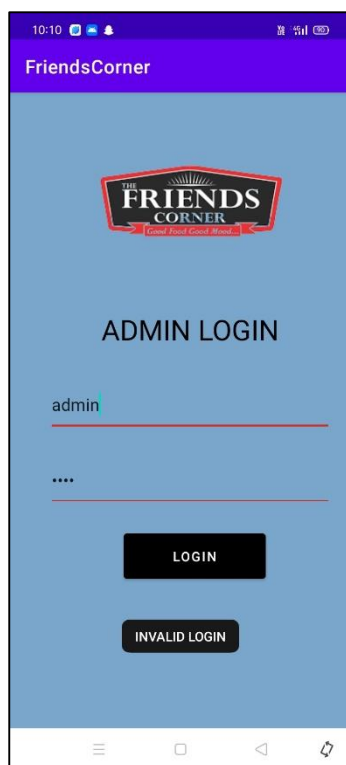 10:10
FriendsCorner
THE
FRIENDS
CORNER
Good Food Good Mood...
ADMIN LOGIN
admin
••••
LOGIN
INVALID LOGIN